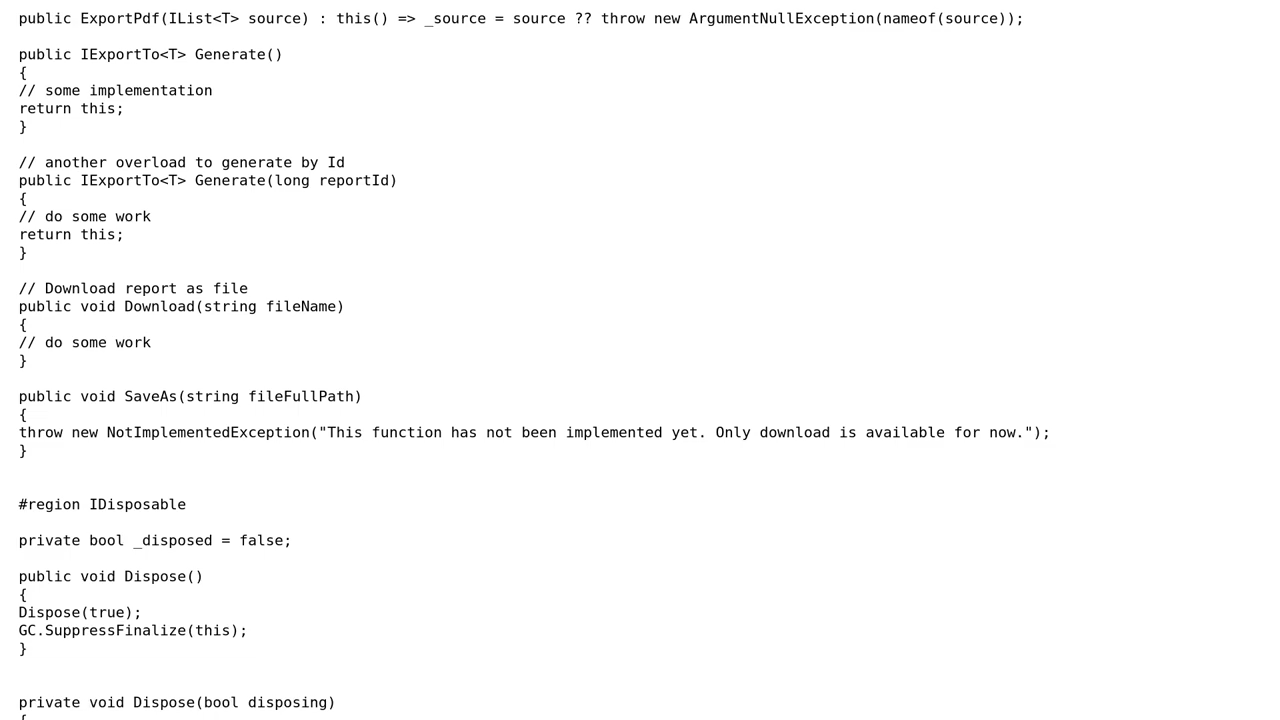 public ExportPdf(IList<T> source) : this() => _source = source ?? throw new ArgumentNullException(nameof(source));
public IExportTo<T> Generate()
{
// some implementation
return this;
}
// another overload to generate by Id
public IExportTo<T> Generate(long reportId)
{
// do some work
return this;
}
// Download report as file
public void Download(string fileName)
{
// do some work
}
public void SaveAs(string fileFullPath)
{
throw new NotImplementedException("This function has not been implemented yet. Only download is available for now.");
}
#region IDisposable
private bool _disposed = false;
public void Dispose()
{
Dispose(true);
GC.SuppressFinalize(this);
}
private void Dispose(bool disposing)
{